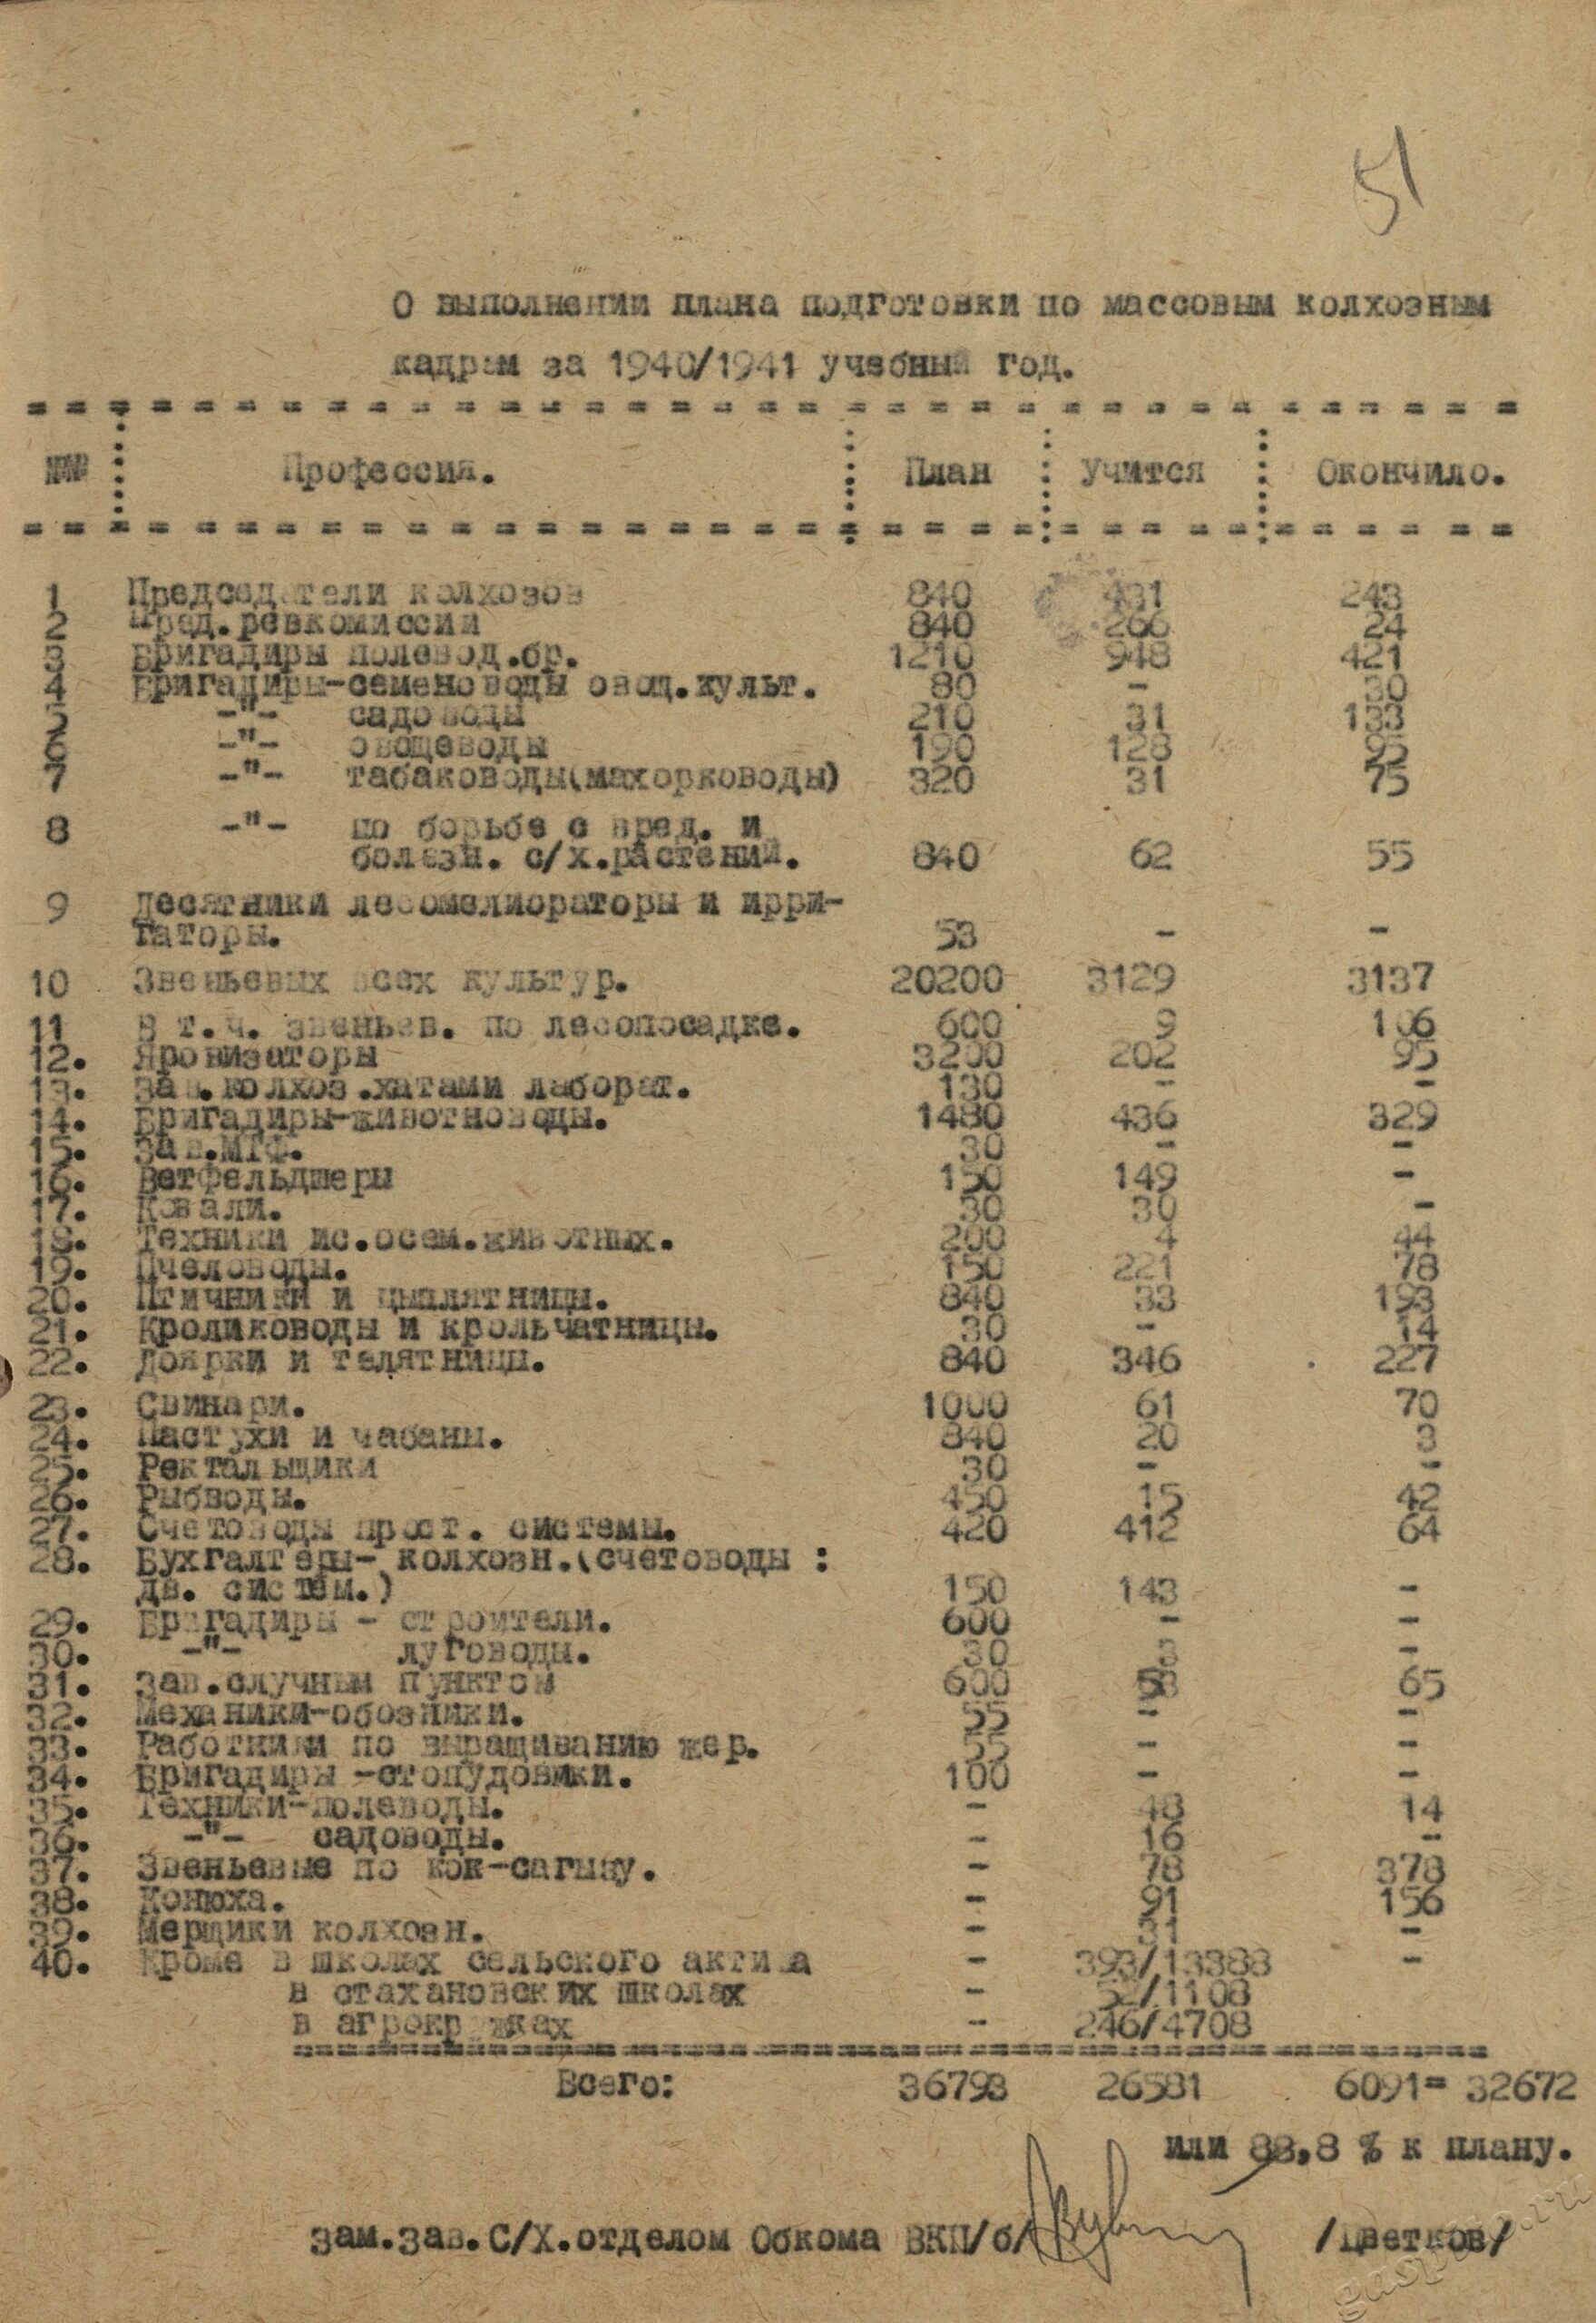 51
О выполнении плана подготовки по массовым колхозным
кадрам за 1940/1941 учебный год.
№№ Профессия. План Учится Окончило.
1 Председатели колхозов 840 431 243
2 Пред.ревкомиссии 840 266 24
3 Бригадиры полевод.бр. 1210 948 421
4 Бригадиры-семеноводы овощ.культ. 80 - 30
5 -"- садоводы 210 31 133
6 -"- овощеводы 190 128 95
7 -"- табаководы(махорководы) 320 31 75
8 -"- по борьбе с вред. и
болезн. с/х.растений. 840 62 55
9 Десятники лесомелиораторы и ирри-
гаторы. 53 - -
10 Звеньевых всех культур. 20200 3129 3137
11 В т.ч. звеньев. по лесопосадке. 600 9 106
12. Яровизаторы 3200 202 95
13. Зав.колхоз.хатами лаборат. 130 - -
14. Бригадиры-животноводы. 1480 436 329
15. Зав.МТФ. 30 - -
16. Ветфельдшеры 150 149 -
17. Ковали. 30 30 -
18. Техники ис.осем.животных. 200 4 44
19. Пчеловоды. 150 221 78
20. Птичники и цыплятницы. 840 33 193
21. Кролиководы и крольчатницы. 30 - 14
22. Доярки и телятницы. 840 346 227
23. Свинари. 1000 61 70
24. Пастухи и чабаны. 840 20 3
25. Ректальщики 30 - -
26. Рыбводы. 450 15 42
27. Счетоводы прост. системы. 420 412 64
28. Бухгалтеры- колхозн.(счетоводы :
дв. систем.) 150 143 -
29. Бригадиры - строители. 600 - -
30. -"- луговоды. 30 3 -
31. Зав.случным пунктом 600 53 65
32. Механики-обозники. 55 - -
33. Работники по выращиванию жер. 55 - -
34. Бригадиры -стопудовики. 100 - -
35. Техники-полеводы. - 48 14
36. -"- садоводы. - 16 -
37. Звеньевые по кок-сагызу. - 78 378
38. Конюха. - 91 156
39. Мерщики колхозн. - 31 -
40. Кроме в школах сельского актива - 393/13383 -
в стахановских школах - 52/1108
в агрокружках - 246/4708
Всего: 36793 26581 6091= 32672
или 88,8 % к плану.
Зам.Зав.С/Х.отделом Обкома ВКП/б/ /Цветков/